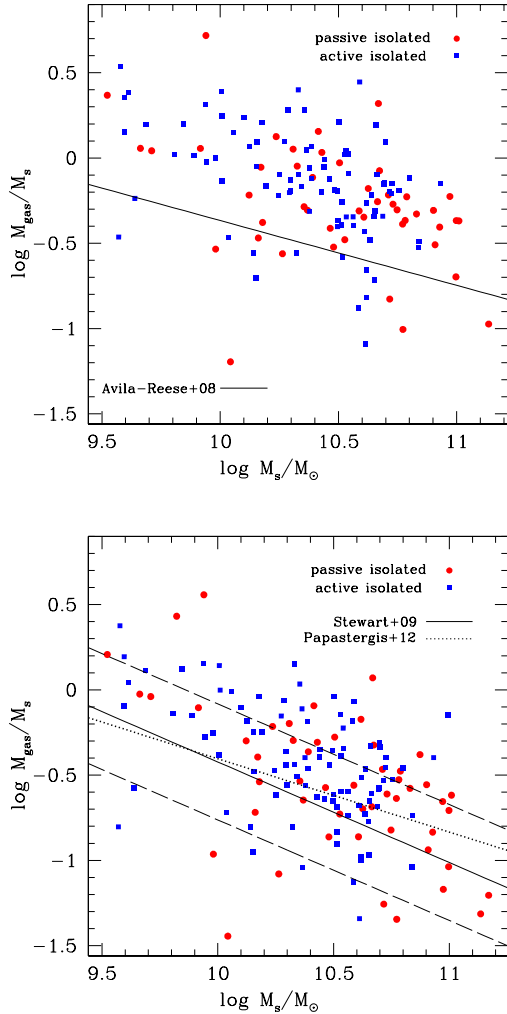 passive isolated
active isolated
0.5
0
−0.5
−1
−1.5
log M_gas/M_s
Avila−Reese+08
9.5 10 10.5 11
log M_s/M_⊙
passive isolated
active isolated
Stewart+09
Papastergis+12
0.5
0
−0.5
−1
−1.5
log M_gas/M_s
9.5 10 10.5 11
log M_s/M_⊙